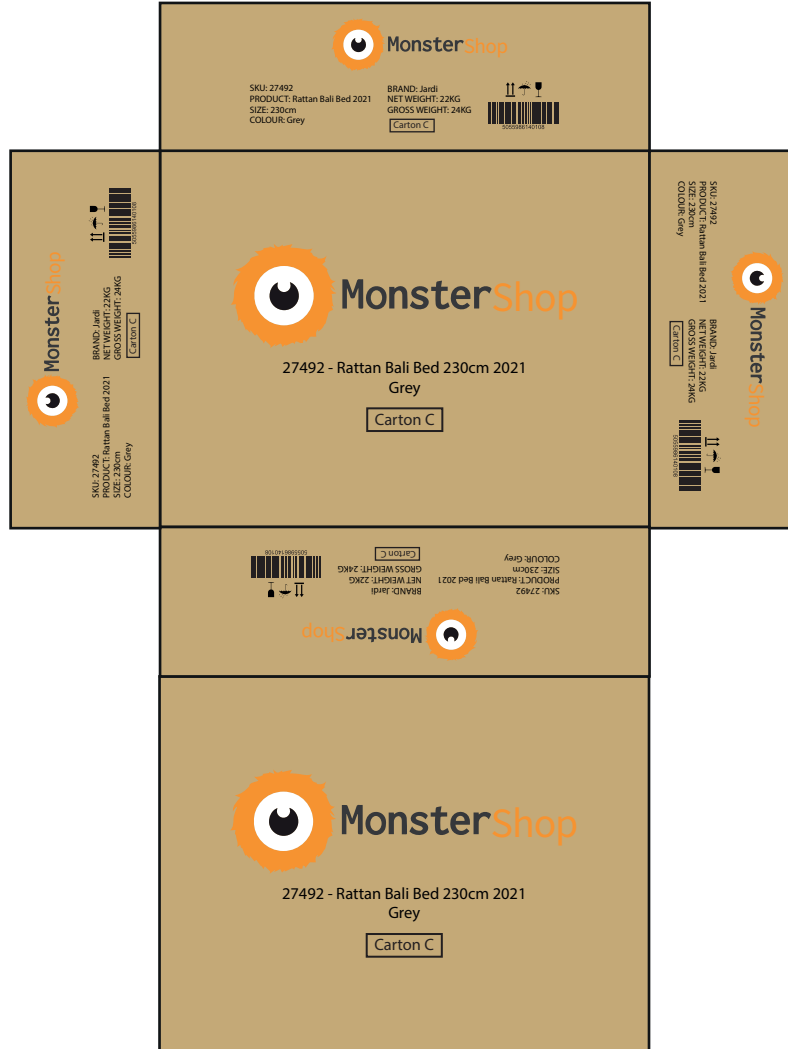 MonsterShop
SKU: 27492
PRODUCT: Rattan Bali Bed 2021
SIZE: 230cm
COLOUR: Grey
BRAND: Jardi
NET WEIGHT: 22KG
GROSS WEIGHT: 24KG
Carton C
5055986140108
MonsterShop
SKU: 27492
PRODUCT: Rattan Bali Bed 2021
SIZE: 230cm
COLOUR: Grey
BRAND: Jardi
NET WEIGHT: 22KG
GROSS WEIGHT: 24KG
Carton C
5055986140108
MonsterShop
27492 - Rattan Bali Bed 230cm 2021
Grey
Carton C
MonsterShop
SKU: 27492
PRODUCT: Rattan Bali Bed 2021
SIZE: 230cm
COLOUR: Grey
BRAND: Jardi
NET WEIGHT: 22KG
GROSS WEIGHT: 24KG
Carton C
5055986140108
MonsterShop
SKU: 27492
PRODUCT: Rattan Bali Bed 2021
SIZE: 230cm
COLOUR: Grey
BRAND: Jardi
NET WEIGHT: 22KG
GROSS WEIGHT: 24KG
Carton C
5055986140108
MonsterShop
27492 - Rattan Bali Bed 230cm 2021
Grey
Carton C